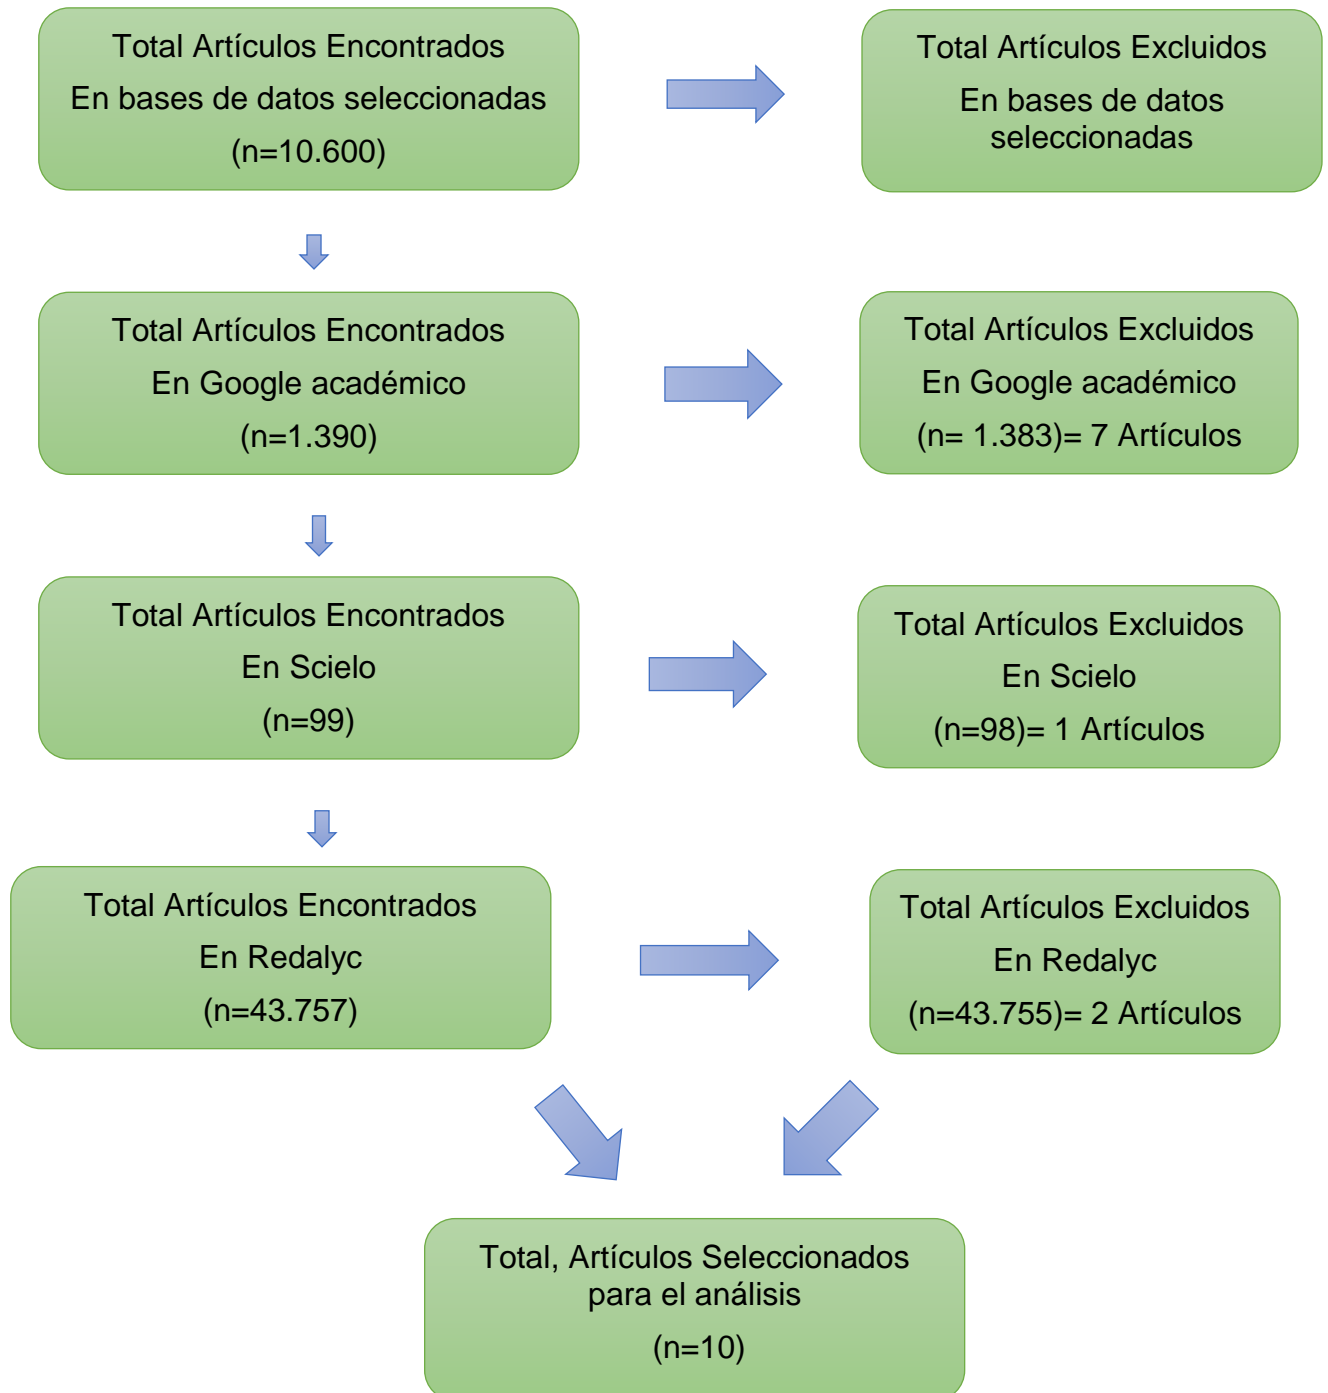 Total Artículos Encontrados
En bases de datos seleccionadas
(n=10.600)
Total Artículos Excluidos
En bases de datos
seleccionadas
Total Artículos Encontrados
En Google académico
(n=1.390)
Total Artículos Excluidos
En Google académico
(n= 1.383)= 7 Artículos
Total Artículos Encontrados
En Scielo
(n=99)
Total Artículos Excluidos
En Scielo
(n=98)= 1 Artículos
Total Artículos Encontrados
En Redalyc
(n=43.757)
Total Artículos Excluidos
En Redalyc
(n=43.755)= 2 Artículos
Total, Artículos Seleccionados
para el análisis
(n=10)